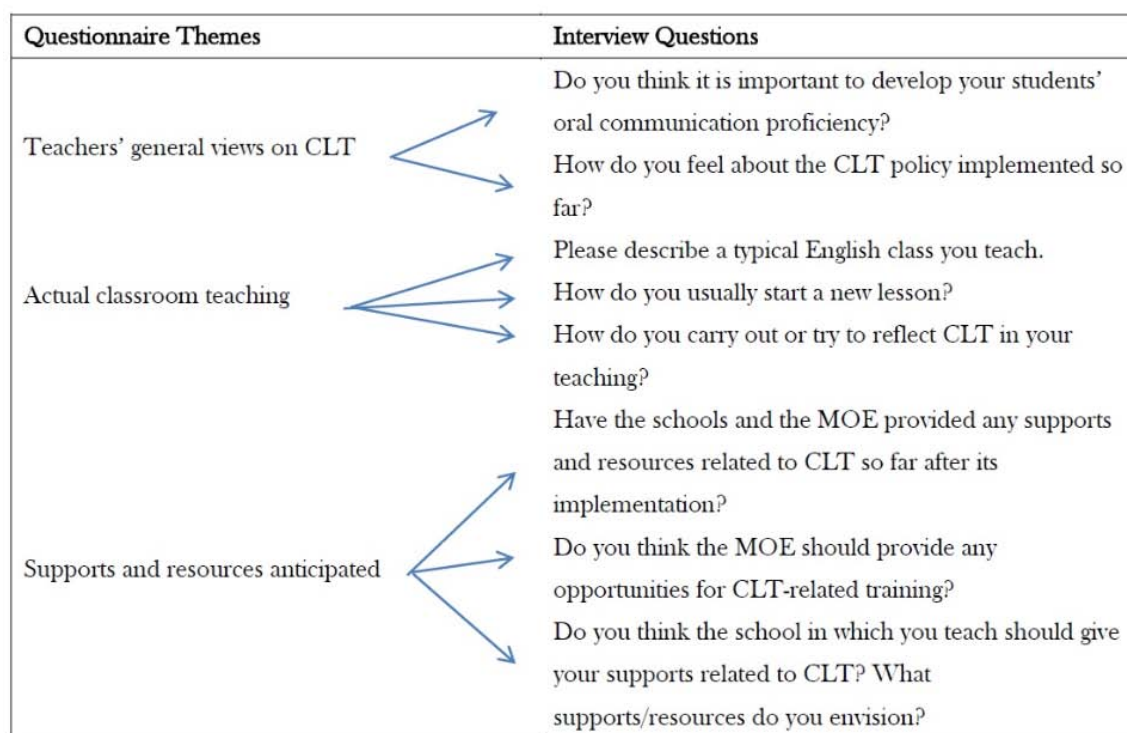 Questionnaire Themes
Interview Questions
Teachers' general views on CLT
Do you think it is important to develop your students'
oral communication proficiency?
How do you feel about the CLT policy implemented so
far?
Actual classroom teaching
Please describe a typical English class you teach.
How do you usually start a new lesson?
How do you carry out or try to reflect CLT in your
teaching?
Supports and resources anticipated
Have the schools and the MOE provided any supports
and resources related to CLT so far after its
implementation?
Do you think the MOE should provide any
opportunities for CLT-related training?
Do you think the school in which you teach should give
your supports related to CLT? What
supports/resources do you envision?